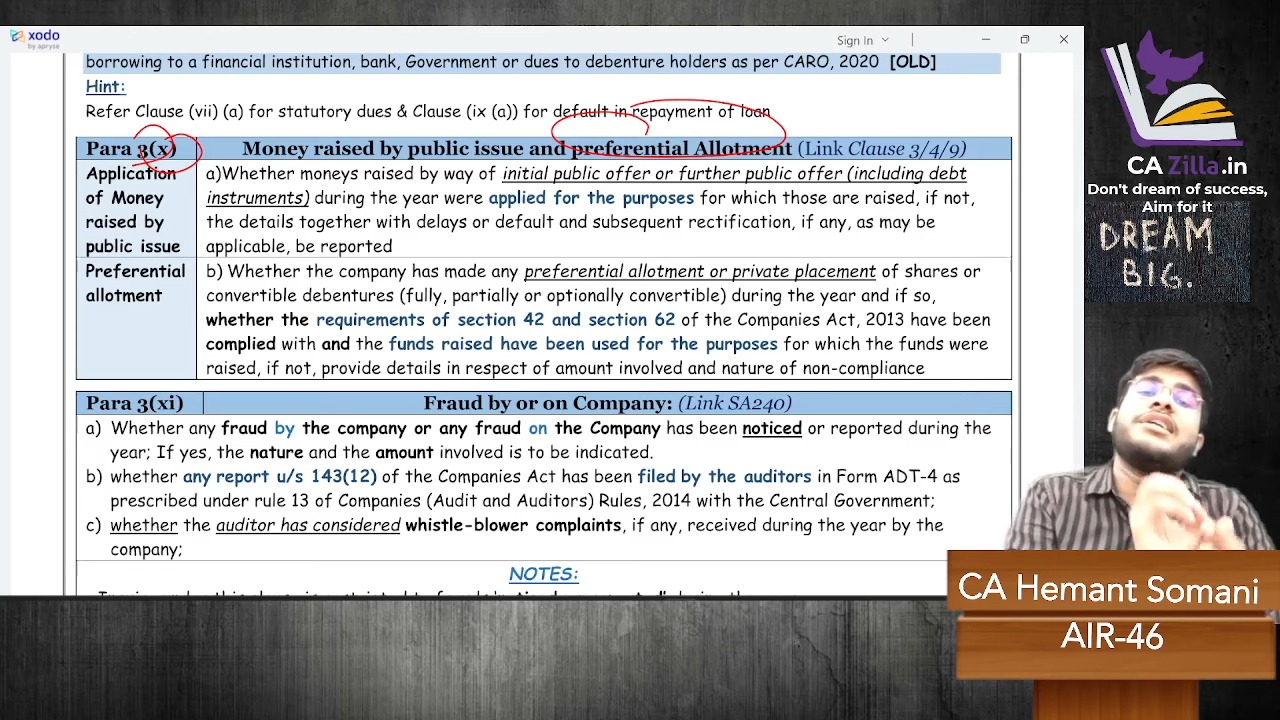 xodo
by apryse
Sign In
borrowing to a financial institution, bank, Government or dues to debenture holders as per CARO, 2020 [OLD]
Hint:
Refer Clause (vii) (a) for statutory dues & Clause (ix (a)) for default in repayment of loan
Para 3(x) Money raised by public issue and preferential Allotment (Link Clause 3/4/9)
Application of Money raised by public issue
a)Whether moneys raised by way of initial public offer or further public offer (including debt
instruments) during the year were applied for the purposes for which those are raised, if not,
the details together with delays or default and subsequent rectification, if any, as may be
applicable, be reported
Preferential allotment
b) Whether the company has made any preferential allotment or private placement of shares or
convertible debentures (fully, partially or optionally convertible) during the year and if so,
whether the requirements of section 42 and section 62 of the Companies Act, 2013 have been
complied with and the funds raised have been used for the purposes for which the funds were
raised, if not, provide details in respect of amount involved and nature of non-compliance
Para 3(xi) Fraud by or on Company: (Link SA240)
a) Whether any fraud by the company or any fraud on the Company has been noticed or reported during the
year; If yes, the nature and the amount involved is to be indicated.
b) whether any report u/s 143(12) of the Companies Act has been filed by the auditors in Form ADT-4 as
prescribed under rule 13 of Companies (Audit and Auditors) Rules, 2014 with the Central Government;
c) whether the auditor has considered whistle-blower complaints, if any, received during the year by the
company;
NOTES:
CA Zilla.in
Don't dream of success,
Aim for it
DREAM
BIG.
CA Hemant Somani
AIR-46